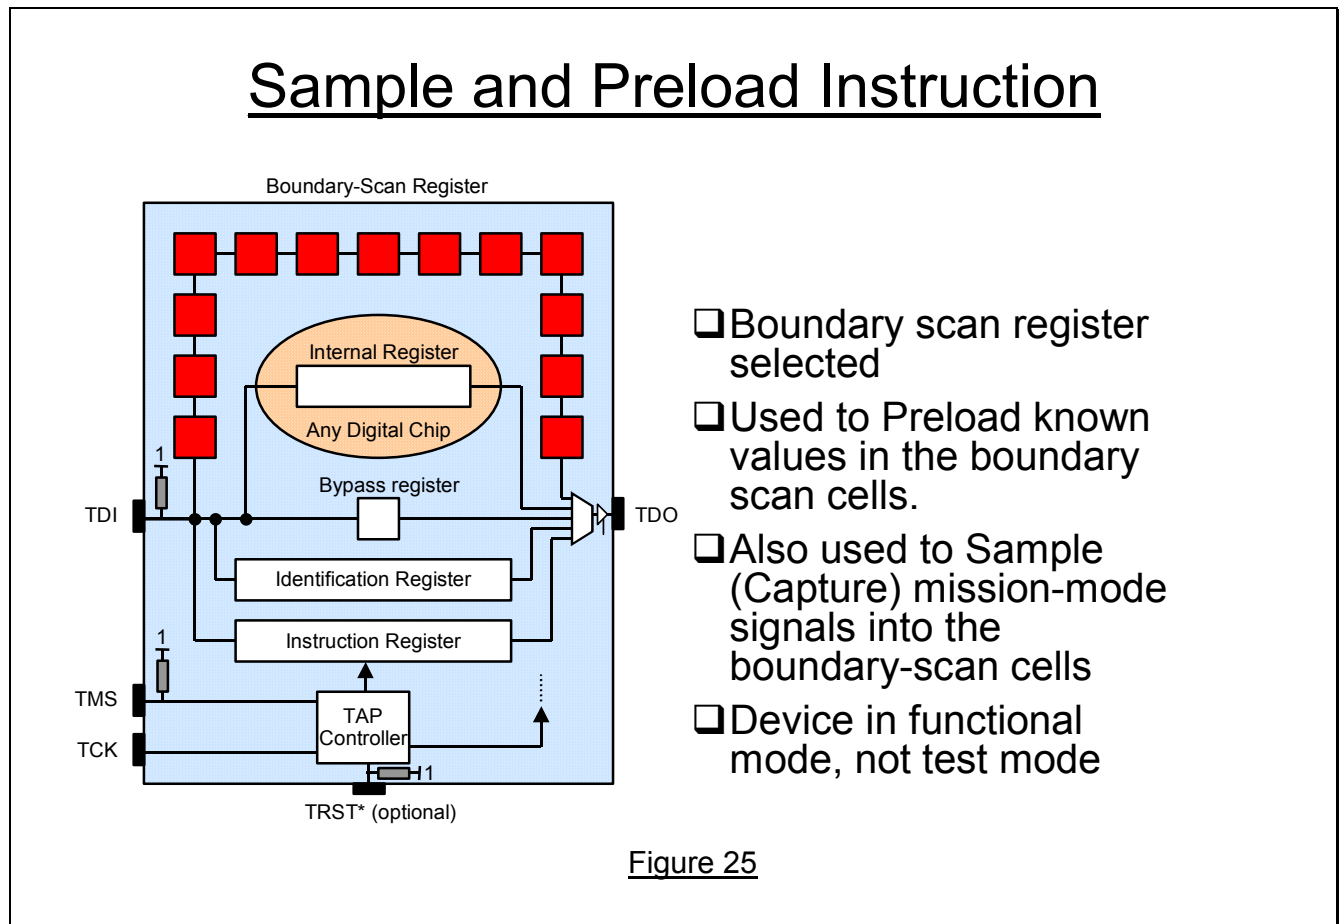 Sample and Preload Instruction
Boundary-Scan Register
Internal Register
Any Digital Chip
1
Bypass register
TDI
TDO
Identification Register
1
Instruction Register
TMS
TAP
Controller
TCK
1
TRST* (optional)
❑Boundary scan register
selected
❑Used to Preload known
values in the boundary
scan cells.
❑Also used to Sample
(Capture) mission-mode
signals into the
boundary-scan cells
❑Device in functional
mode, not test mode
Figure 25